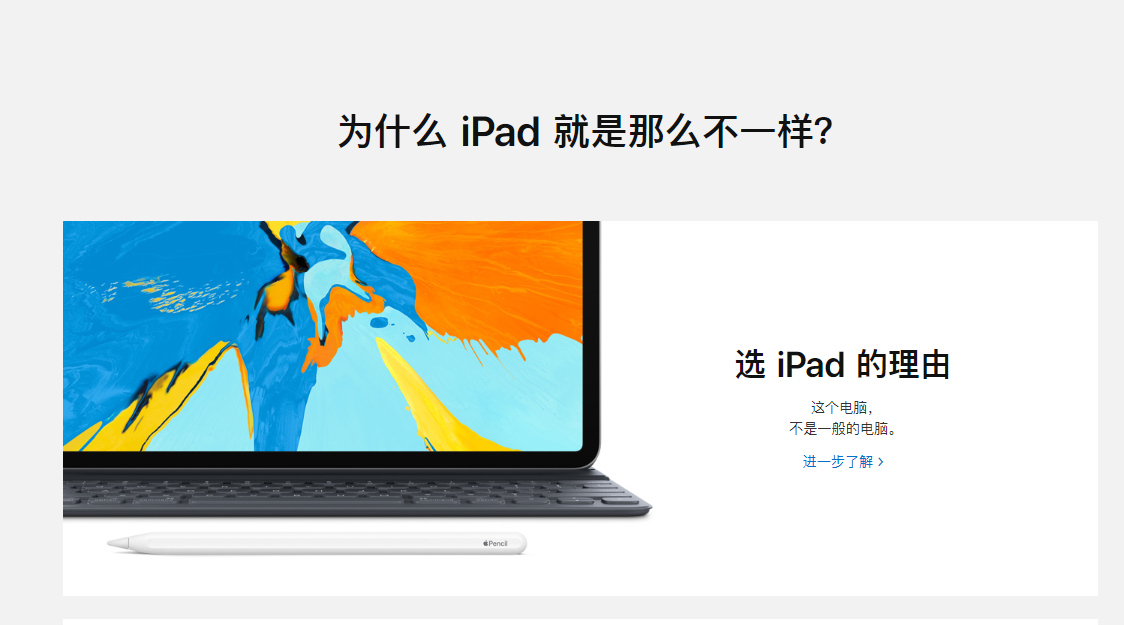 为什么 iPad 就是那么不一样?
选 iPad 的理由
这个电脑，
不是一般的电脑。
进一步了解 >
Pencil